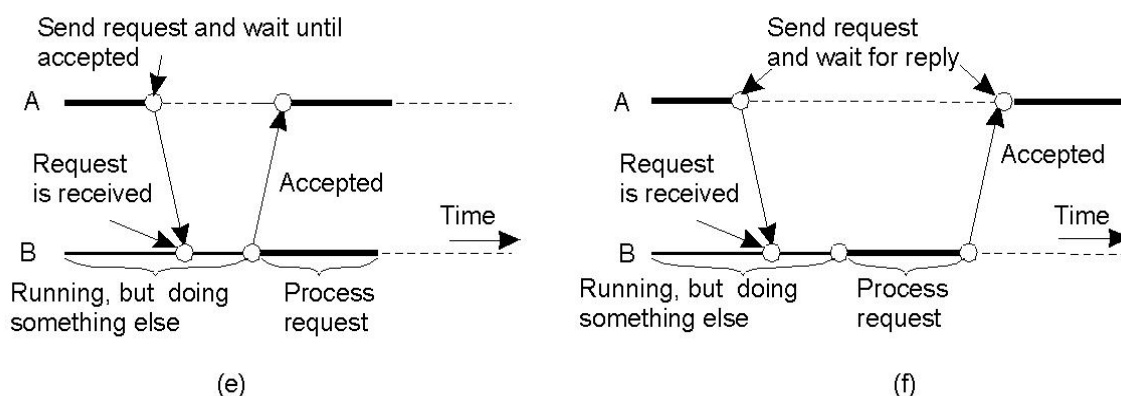 Send request and wait until
accepted
A
Request
is received
Accepted
Time
B
Running, but doing
something else
Process
request
(e)
Send request
and wait for reply
A
Request
is received
Accepted
Time
B
Running, but doing
something else
Process
request
(f)